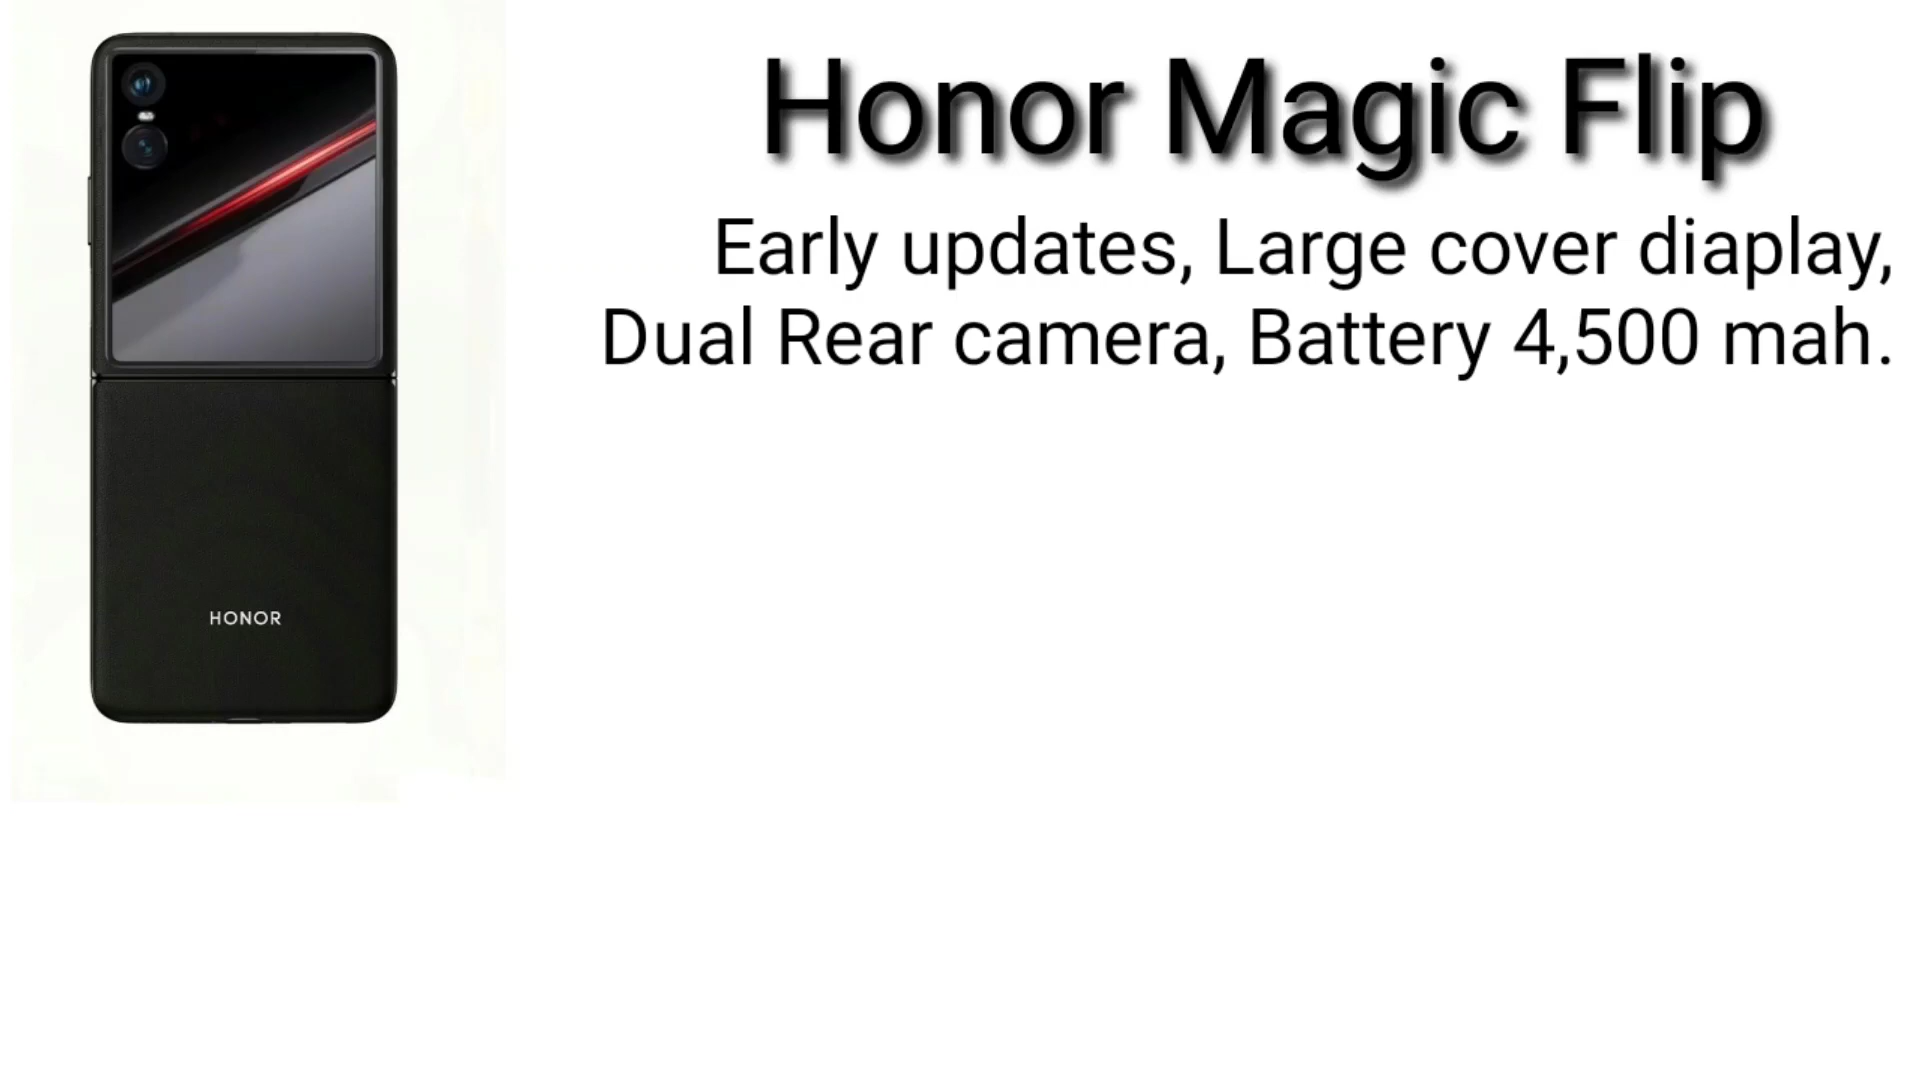 Honor Magic Flip
Early updates, Large cover diaplay,
Dual Rear camera, Battery 4,500 mah.
HONOR